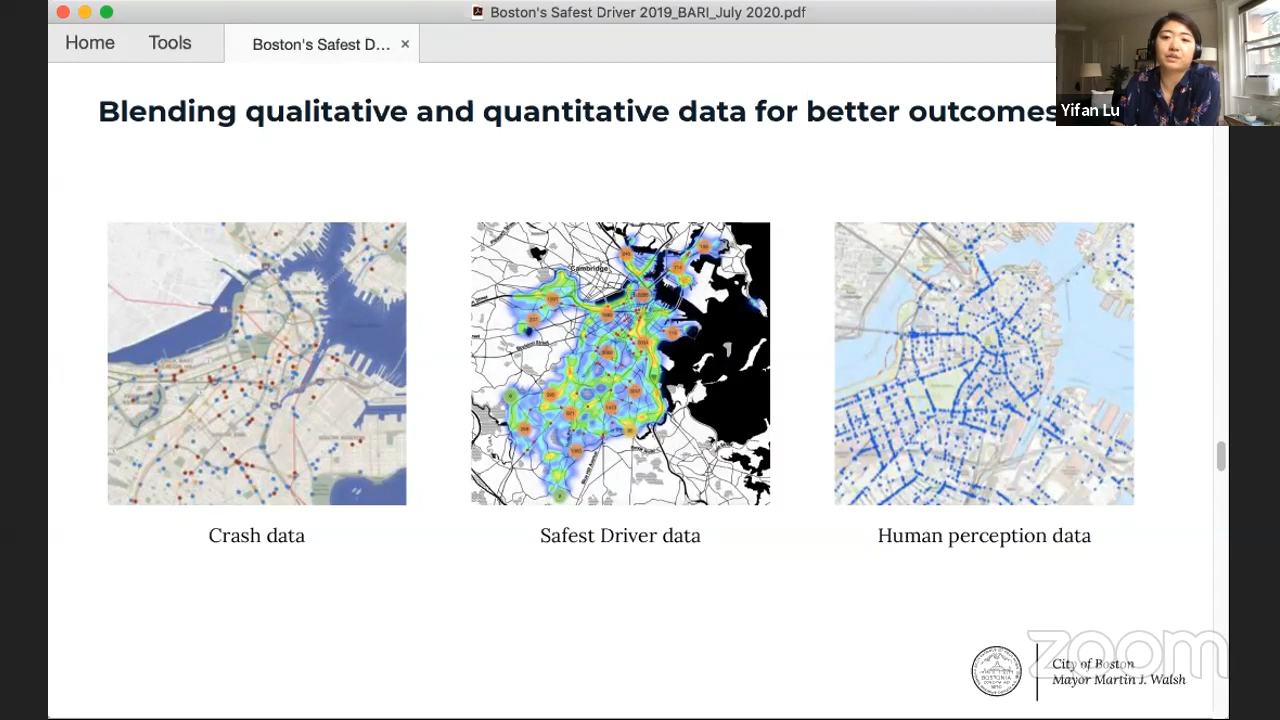 Boston's Safest Driver 2019_BARI_July 2020.pdf
Home
Tools
Boston's Safest D...
×
Yifan Lu
Blending qualitative and quantitative data for better outcomes
Cambridge
Crash data
Safest Driver data
Human perception data
zoom
City of Boston
Mayor Martin J. Walsh